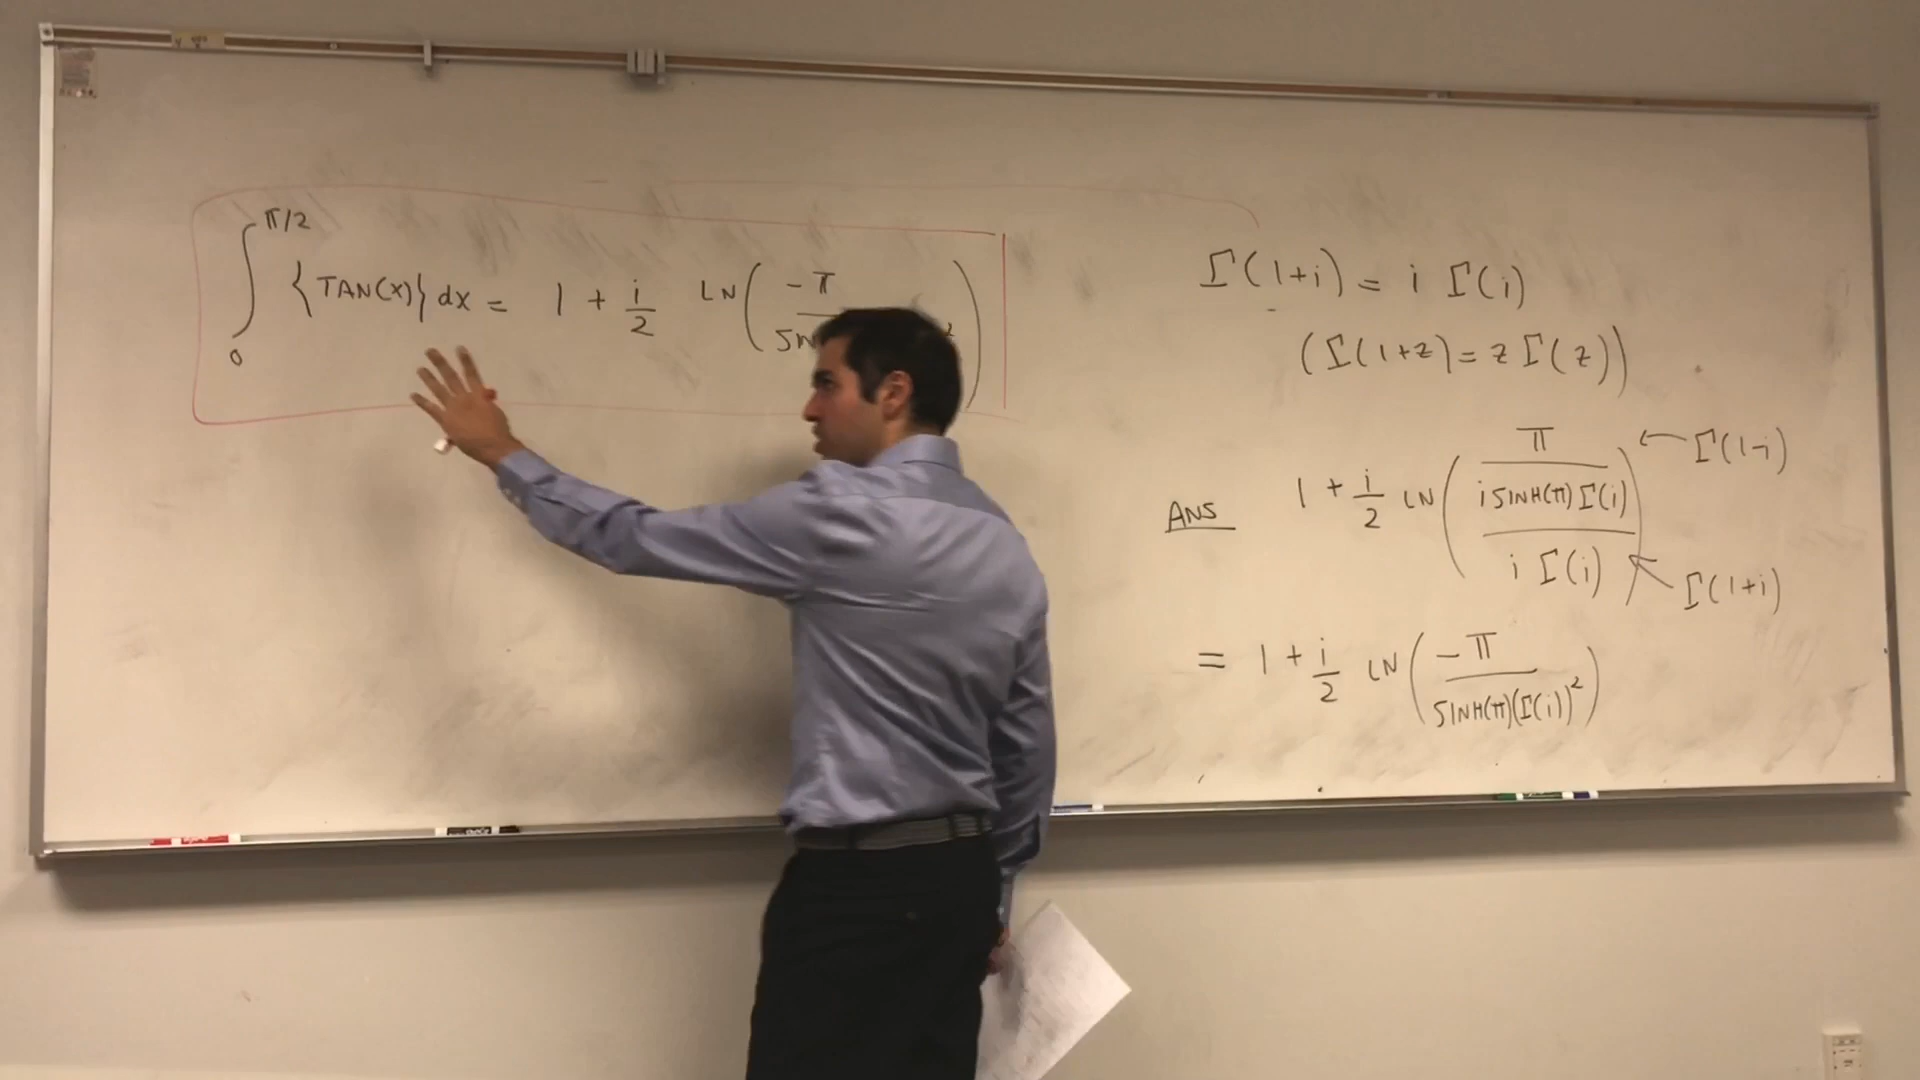 ∫₀^{π/2} {TAN(x)} dx = 1 + i/2 LN(-π /
Γ(1+i) = i Γ(i)
(Γ(1+z) = z Γ(z))
ANS 1 + i/2 LN( (π / (i SINH(π) Γ(i))) / (i Γ(i)) ) ← Γ(1-i)
← Γ(1+i)
= 1 + i/2 LN( -π / (SINH(π)(Γ(i))²) )